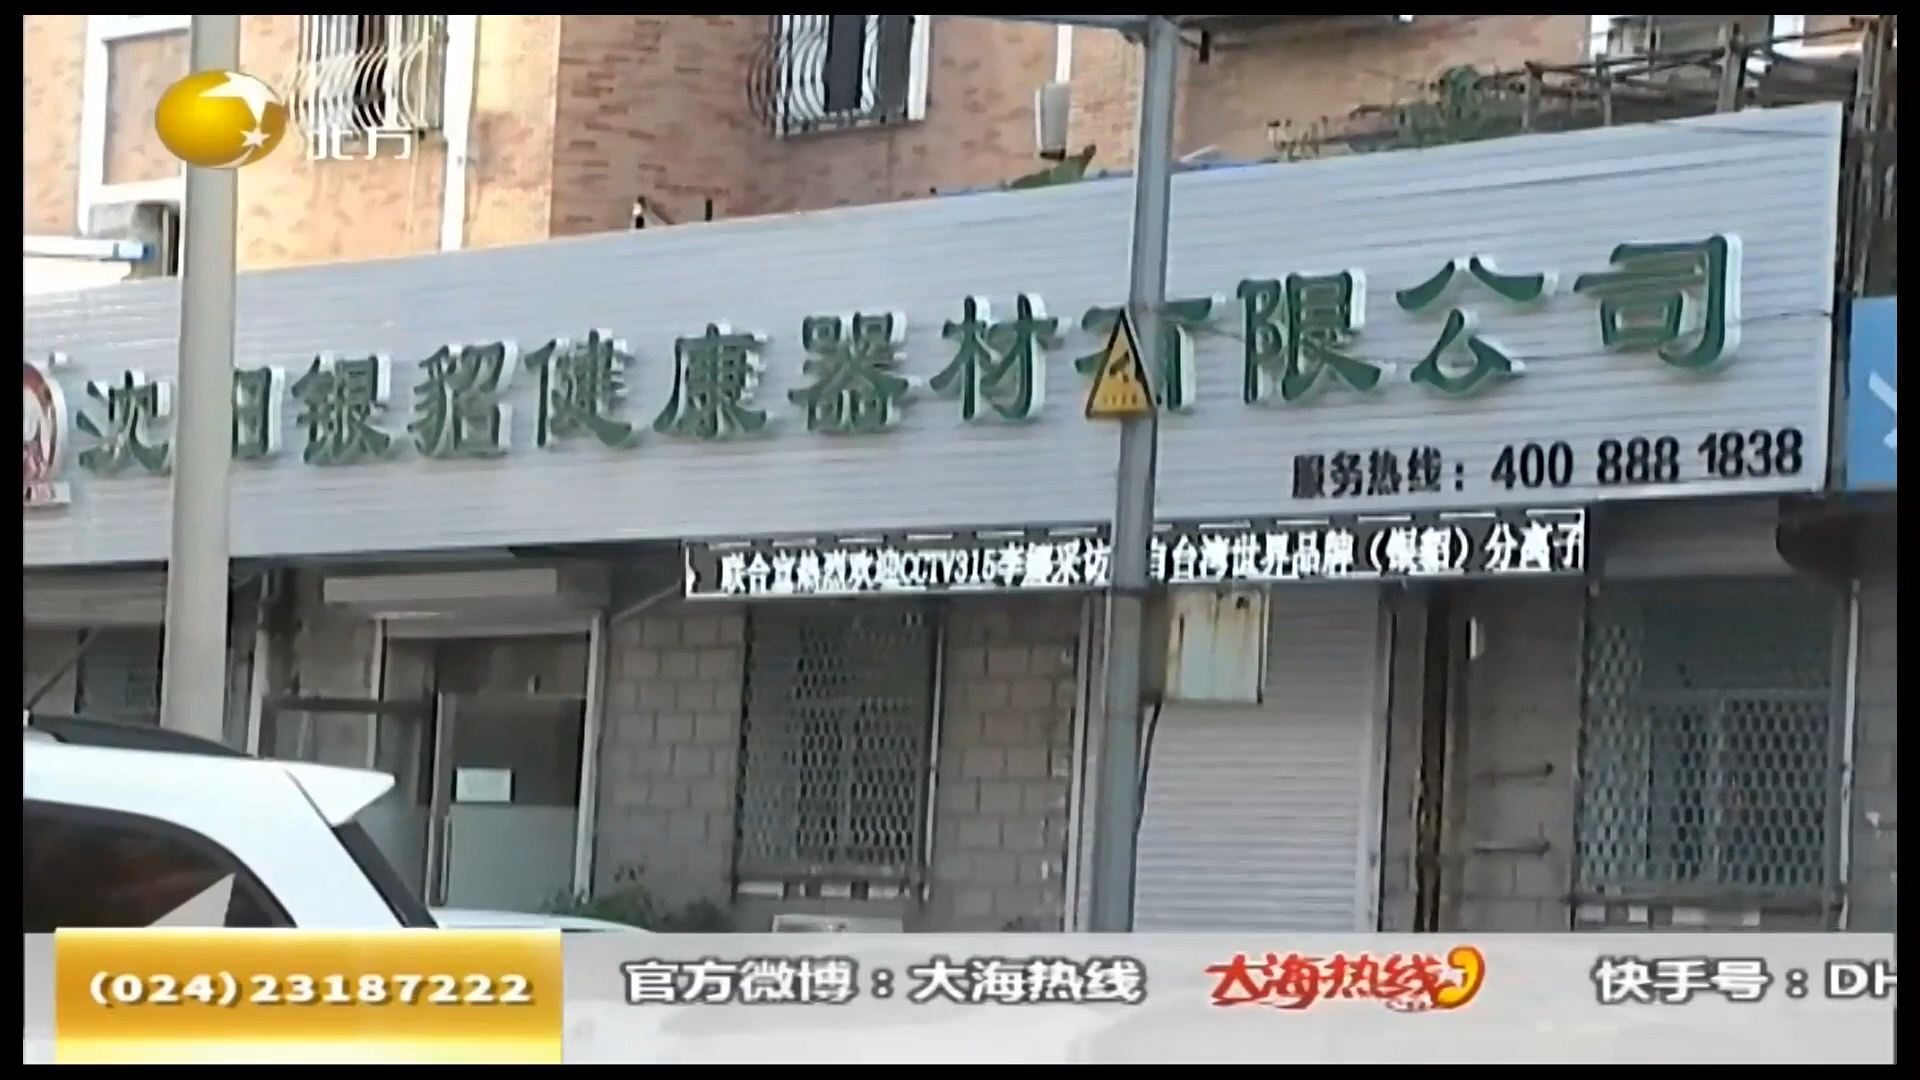 北方
沈阳银貂健康器材有限公司
服务热线：400 888 1838
联合宣热烈欢迎CCTV315李 采访 自台湾世界品牌（银貂）分离子
(024)23187222
官方微博：大海热线
大海热线
快手号：DH